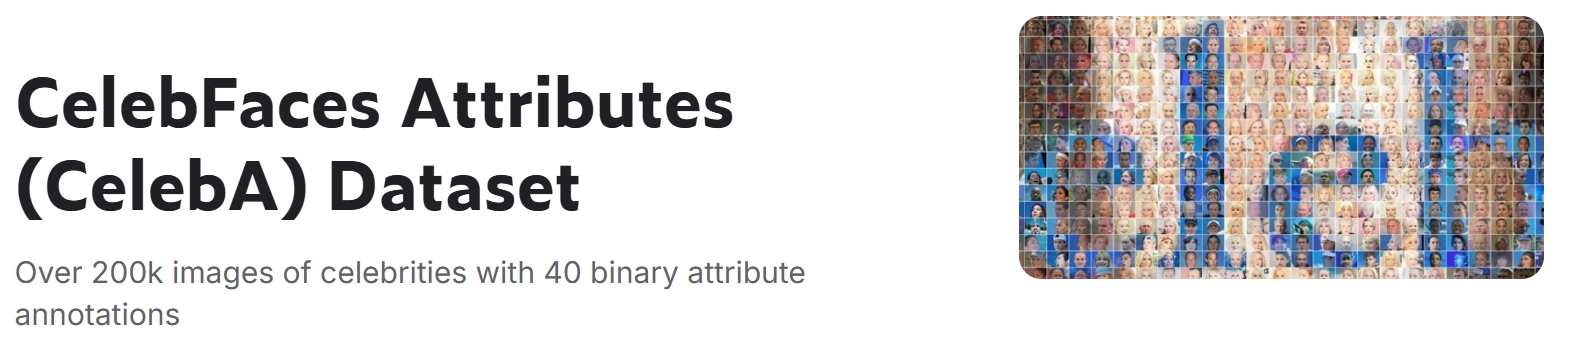 CelebFaces Attributes
(CelebA) Dataset
Over 200k images of celebrities with 40 binary attribute
annotations